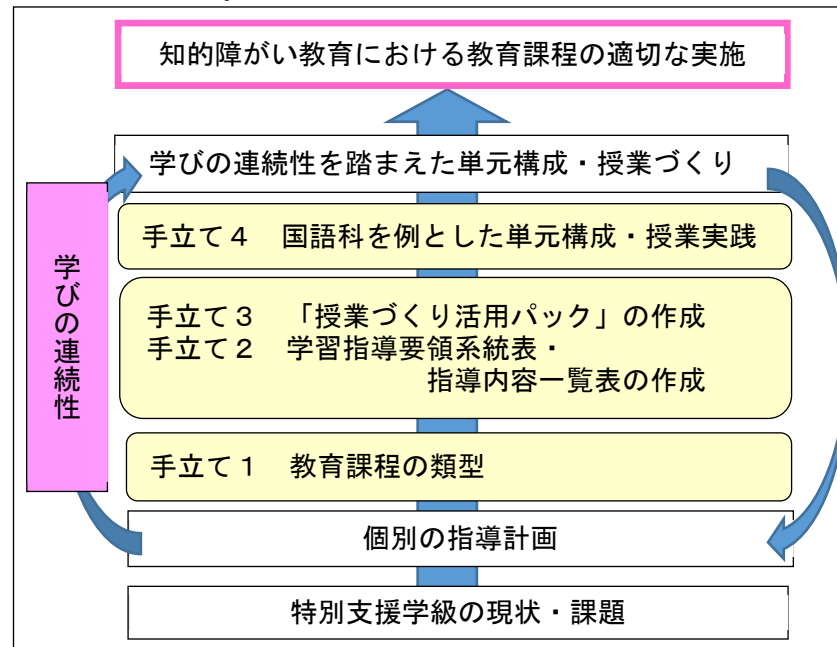 知的障がい教育における教育課程の適切な実施
学びの連続性を踏まえた単元構成・授業づくり
手立て４　国語科を例とした単元構成・授業実践
手立て３　「授業づくり活用パック」の作成
手立て２　学習指導要領系統表・
指導内容一覧表の作成
手立て１　教育課程の類型
個別の指導計画
特別支援学級の現状・課題
学びの連続性